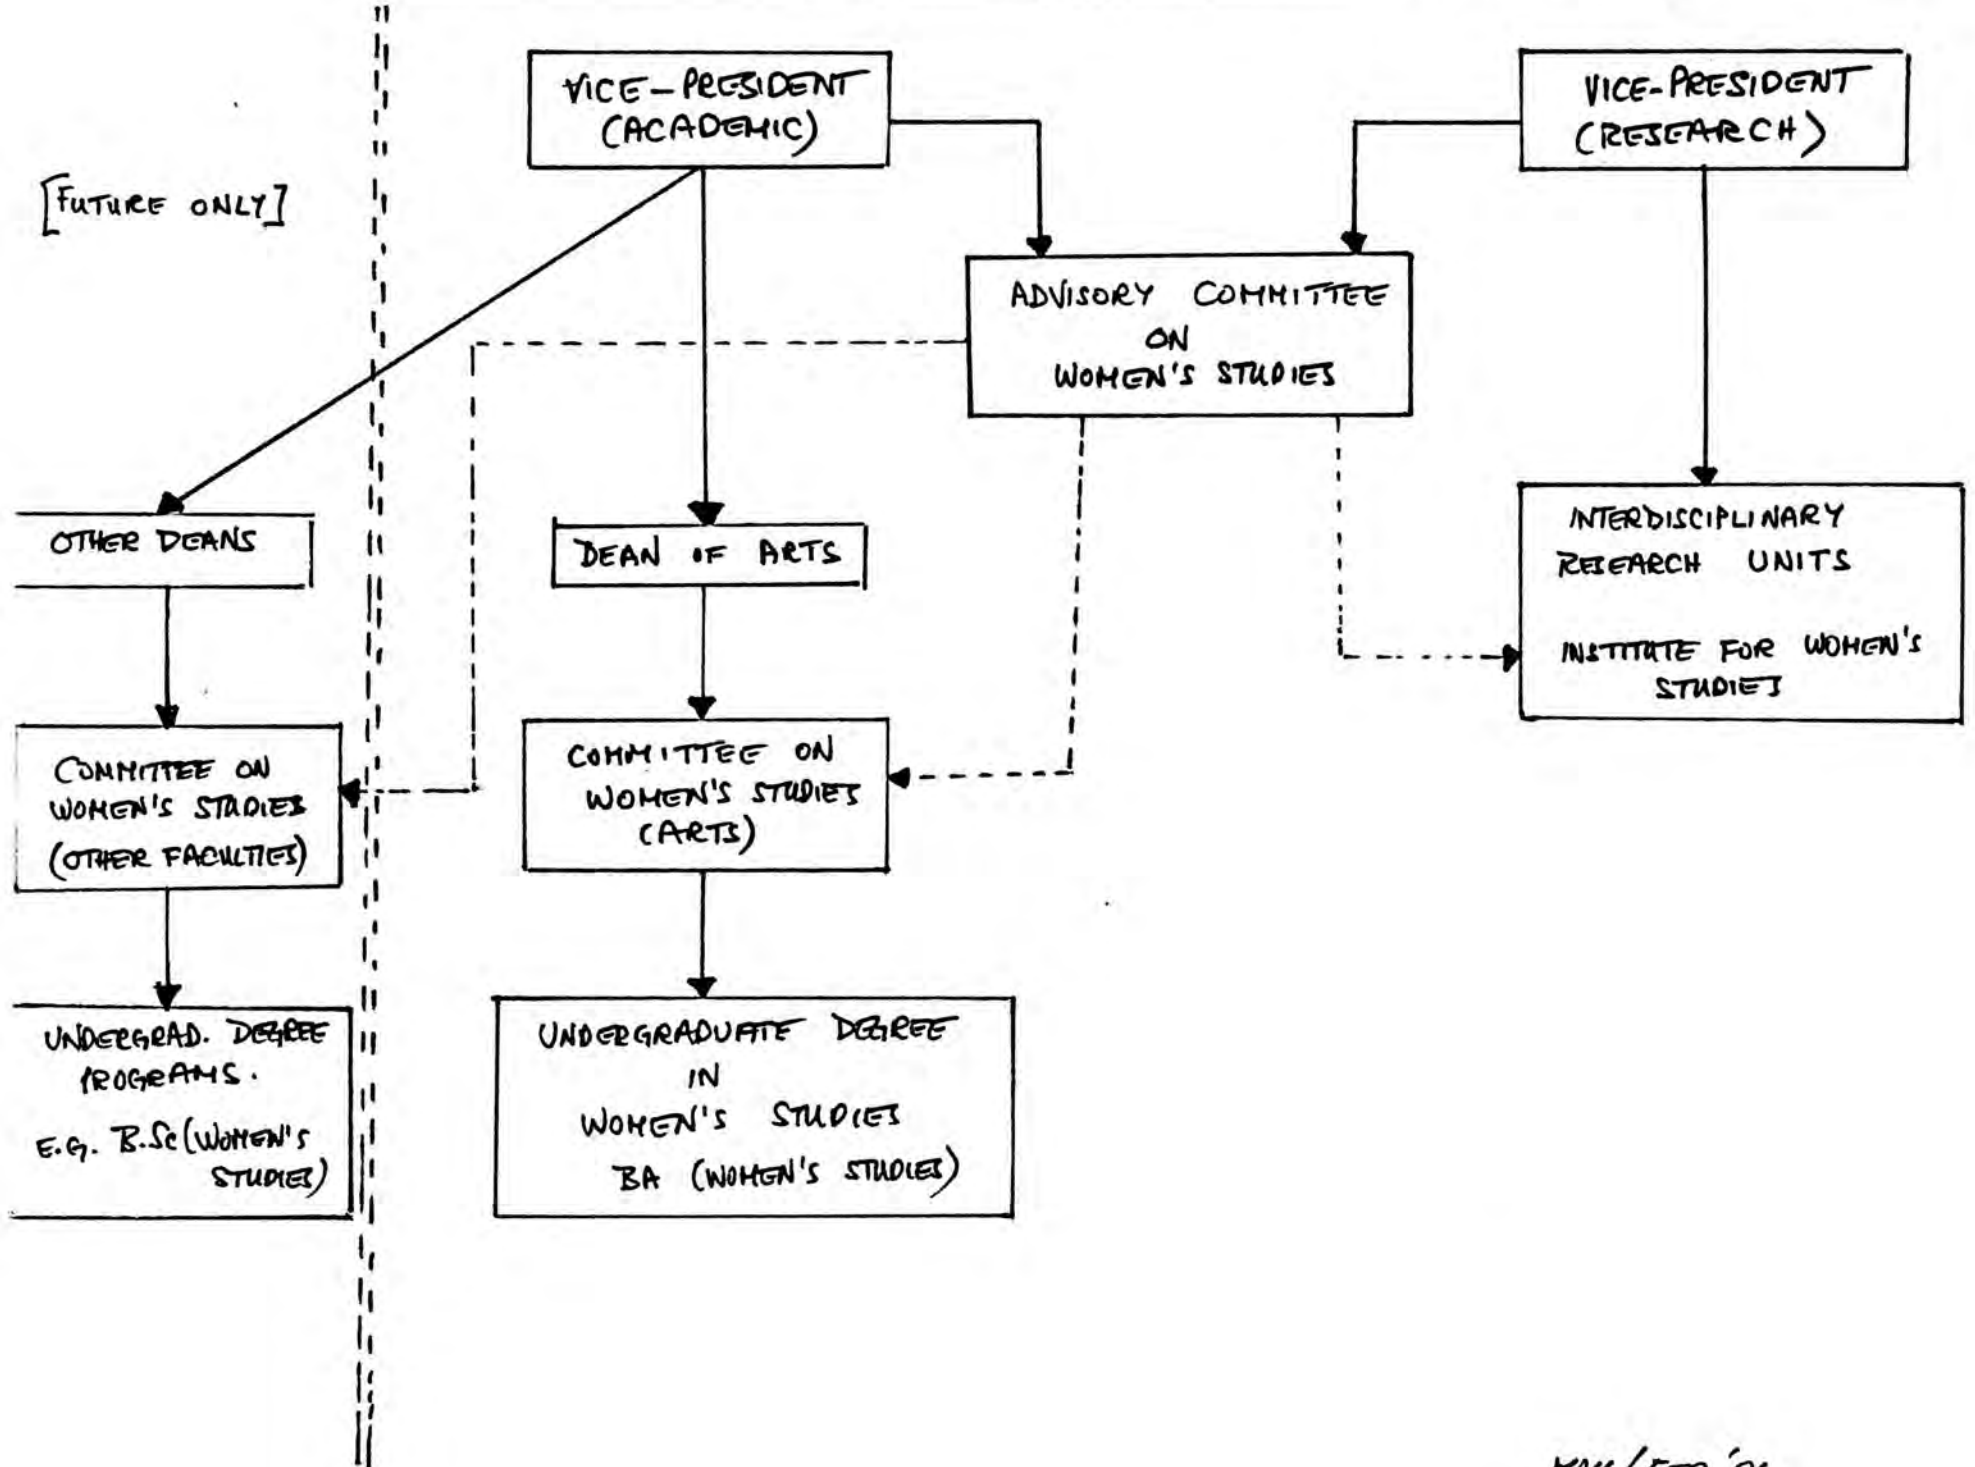 VICE-PRESIDENT
(ACADEMIC)
VICE-PRESIDENT
(RESEARCH)
[FUTURE ONLY]
ADVISORY COMMITTEE
ON
WOMEN'S STUDIES
OTHER DEANS
DEAN OF ARTS
INTERDISCIPLINARY
RESEARCH UNITS
INSTITUTE FOR WOMEN'S
STUDIES
COMMITTEE ON
WOMEN'S STUDIES
(OTHER FACULTIES)
COMMITTEE ON
WOMEN'S STUDIES
(ARTS)
UNDERGRAD. DEGREE
PROGRAMS.
E.G. B.Sc (WOMEN'S
STUDIES)
UNDERGRADUATE DEGREE
IN
WOMEN'S STUDIES
BA (WOMEN'S STUDIES)